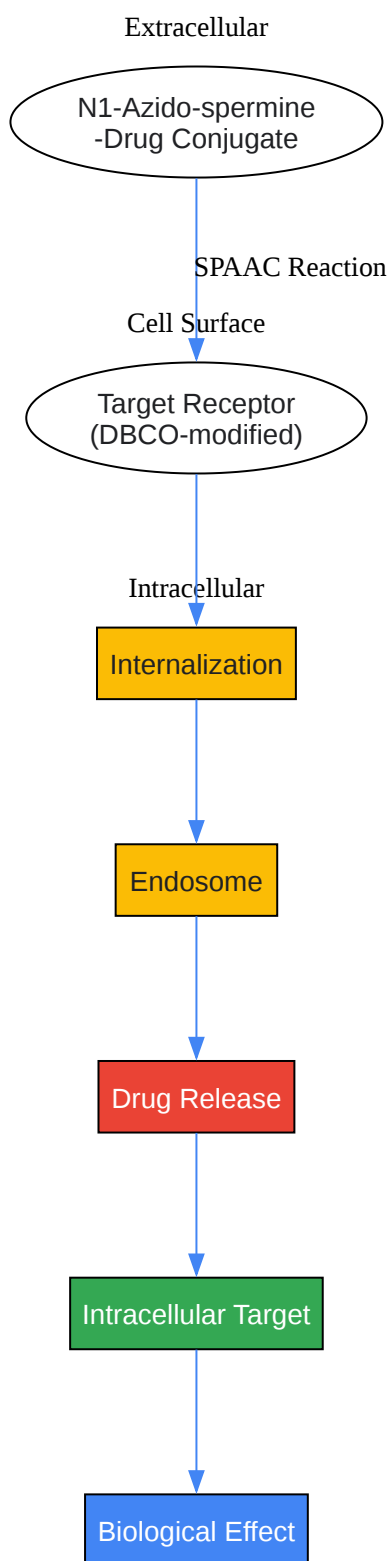 Extracellular
N1-Azido-spermine
-Drug Conjugate
SPAAC Reaction
Cell Surface
Target Receptor
(DBCO-modified)
Intracellular
Internalization
Endosome
Drug Release
Intracellular Target
Biological Effect